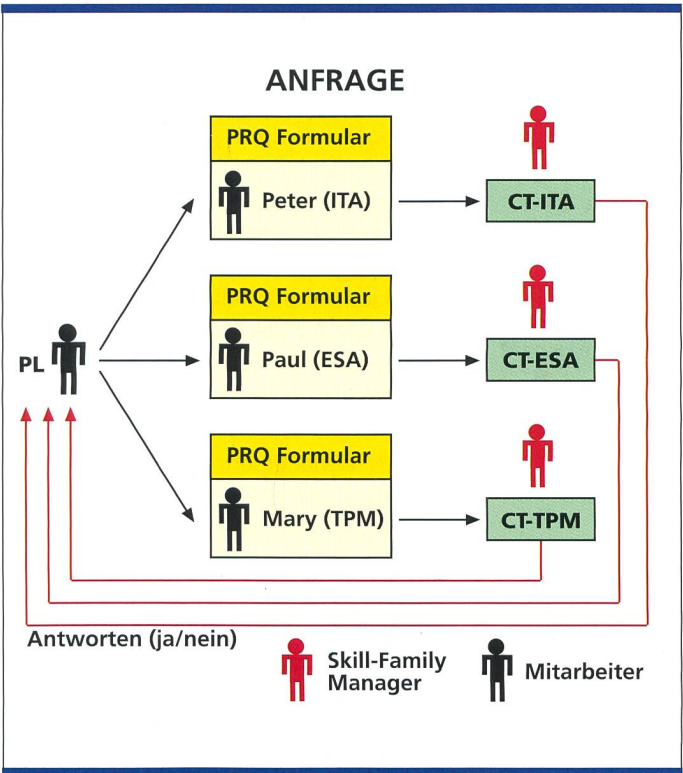 ANFRAGE
PRQ Formular
Peter (ITA)
CT-ITA
PRQ Formular
Paul (ESA)
CT-ESA
PL
PRQ Formular
Mary (TPM)
CT-TPM
Antworten (ja/nein)
Skill-Family
Manager
Mitarbeiter